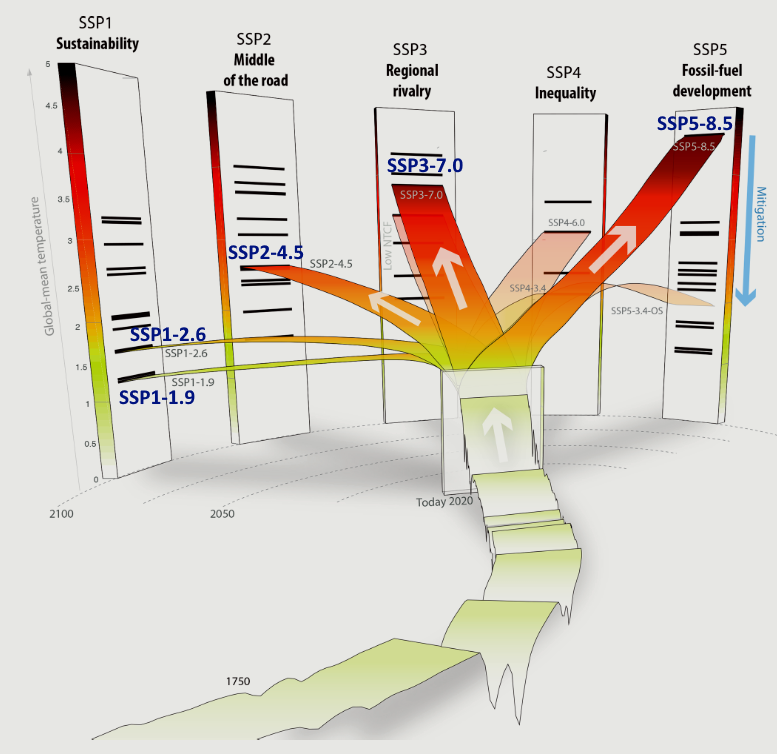 SSP1
Sustainability
SSP2
Middle
of the road
SSP3
Regional
rivalry
SSP4
Inequality
SSP5
Fossil-fuel
development
5
4.5
4
3.5
3
2.5
2
1.5
1
0.5
0
Global-mean temperature
SSP1-2.6
SSP1-2.6
SSP1-1.9
SSP1-1.9
SSP2-4.5
SSP2-4.5
SSP3-7.0
SSP3-7.0
Low NTCF
SSP4-6.0
SSP4-3.4
SSP5-8.5
SSP5-8.5
SSP5-3.4-OS
Mitigation
2100
2050
Today 2020
1750